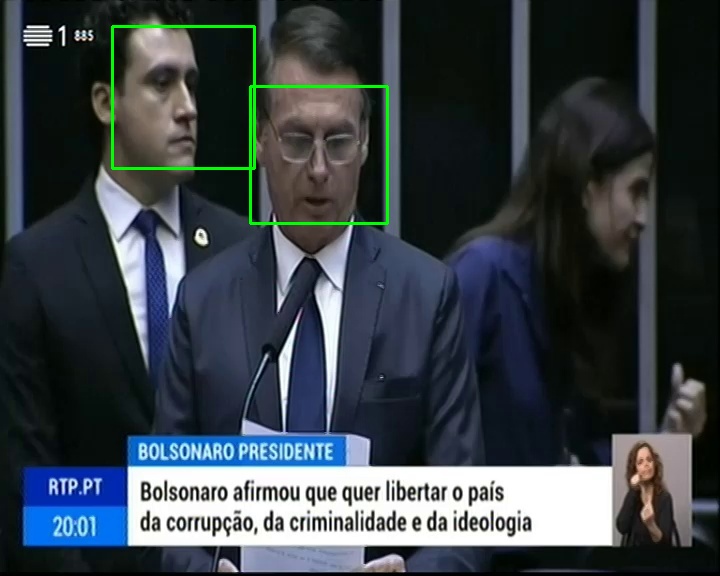 1 885
BOLSONARO PRESIDENTE
RTP.PT
Bolsonaro afirmou que quer libertar o país
20:01
da corrupção, da criminalidade e da ideologia